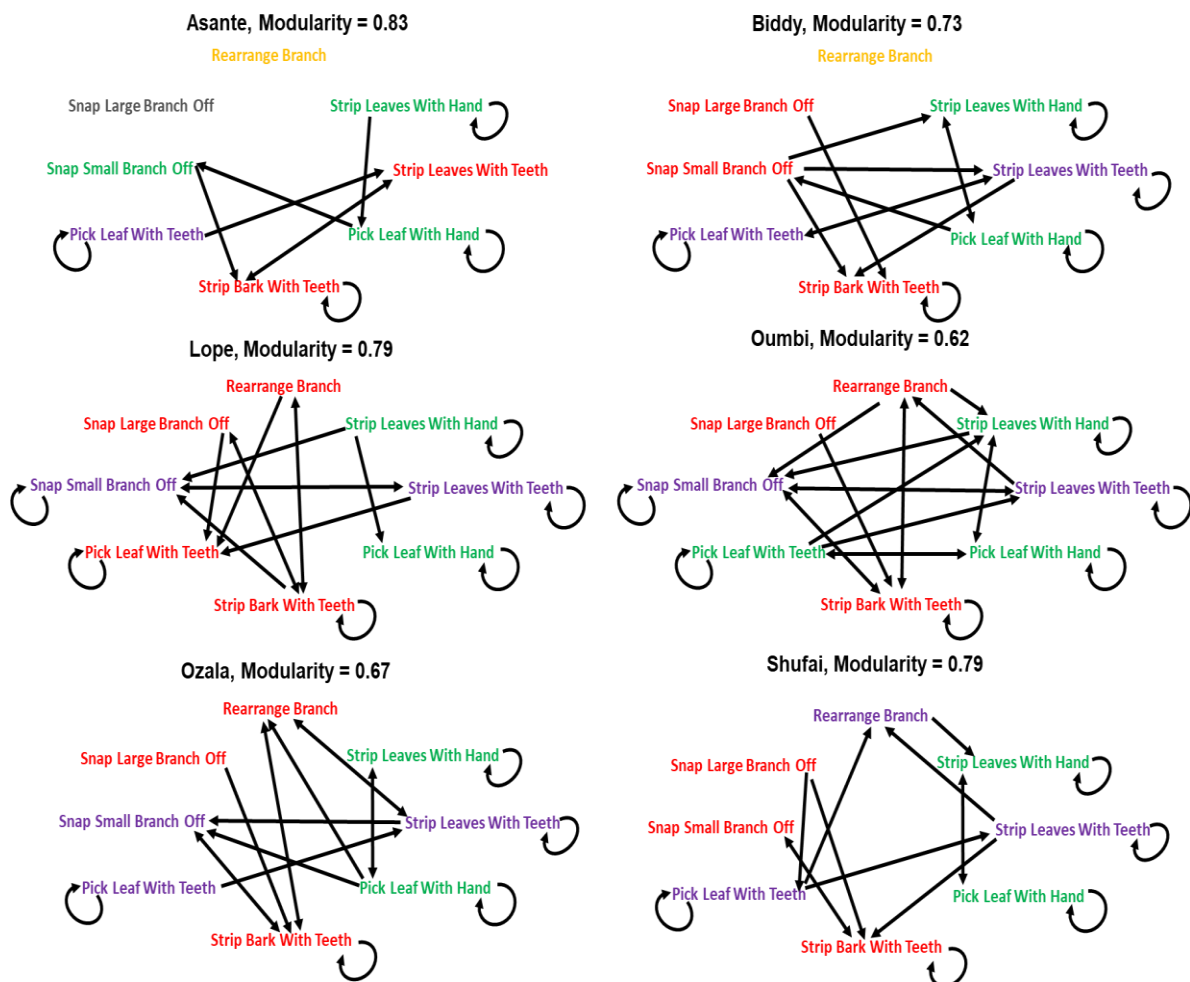 Asante, Modularity = 0.83
Rearrange Branch
Snap Large Branch Off
Strip Leaves With Hand
Snap Small Branch Off
Strip Leaves With Teeth
Pick Leaf With Teeth
Pick Leaf With Hand
Strip Bark With Teeth
Biddy, Modularity = 0.73
Rearrange Branch
Snap Large Branch Off
Strip Leaves With Hand
Snap Small Branch Off
Strip Leaves With Teeth
Pick Leaf With Teeth
Pick Leaf With Hand
Strip Bark With Teeth
Lope, Modularity = 0.79
Rearrange Branch
Snap Large Branch Off
Strip Leaves With Hand
Snap Small Branch Off
Strip Leaves With Teeth
Pick Leaf With Teeth
Pick Leaf With Hand
Strip Bark With Teeth
Oumbi, Modularity = 0.62
Rearrange Branch
Snap Large Branch Off
Strip Leaves With Hand
Snap Small Branch Off
Strip Leaves With Teeth
Pick Leaf With Teeth
Pick Leaf With Hand
Strip Bark With Teeth
Ozala, Modularity = 0.67
Rearrange Branch
Snap Large Branch Off
Strip Leaves With Hand
Snap Small Branch Off
Strip Leaves With Teeth
Pick Leaf With Teeth
Pick Leaf With Hand
Strip Bark With Teeth
Shufai, Modularity = 0.79
Rearrange Branch
Snap Large Branch Off
Strip Leaves With Hand
Snap Small Branch Off
Strip Leaves With Teeth
Pick Leaf With Teeth
Pick Leaf With Hand
Strip Bark With Teeth